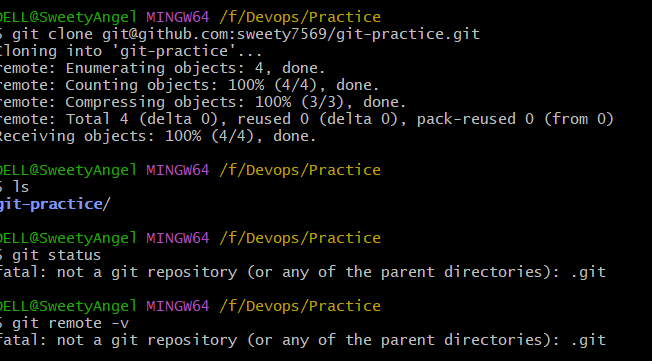 DELL@SweetyAngel MINGW64 /f/Devops/Practice
$ git clone git@github.com:sweety7569/git-practice.git
Cloning into 'git-practice'...
remote: Enumerating objects: 4, done.
remote: Counting objects: 100% (4/4), done.
remote: Compressing objects: 100% (3/3), done.
remote: Total 4 (delta 0), reused 0 (delta 0), pack-reused 0 (from 0)
Receiving objects: 100% (4/4), done.
DELL@SweetyAngel MINGW64 /f/Devops/Practice
$ ls
git-practice/
DELL@SweetyAngel MINGW64 /f/Devops/Practice
$ git status
fatal: not a git repository (or any of the parent directories): .git
DELL@SweetyAngel MINGW64 /f/Devops/Practice
$ git remote -v
fatal: not a git repository (or any of the parent directories): .git